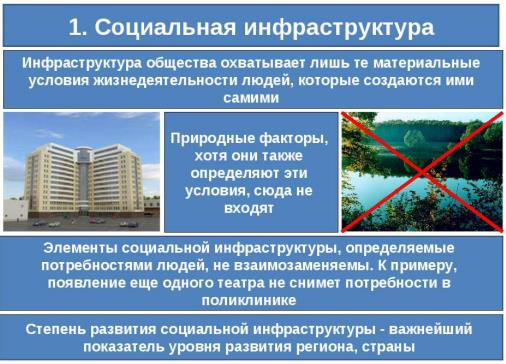 1. Социальная инфраструктура
Инфраструктура общества охватывает лишь те материальные
условия жизнедеятельности людей, которые создаются ими
самими
Природные факторы,
хотя они также
определяют эти
условия, сюда не
входят
Элементы социальной инфраструктуры, определяемые
потребностями людей, не взаимозаменяемы. К примеру,
появление еще одного театра не снимет потребности в
поликлинике
Степень развития социальной инфраструктуры - важнейший
показатель уровня развития региона, страны